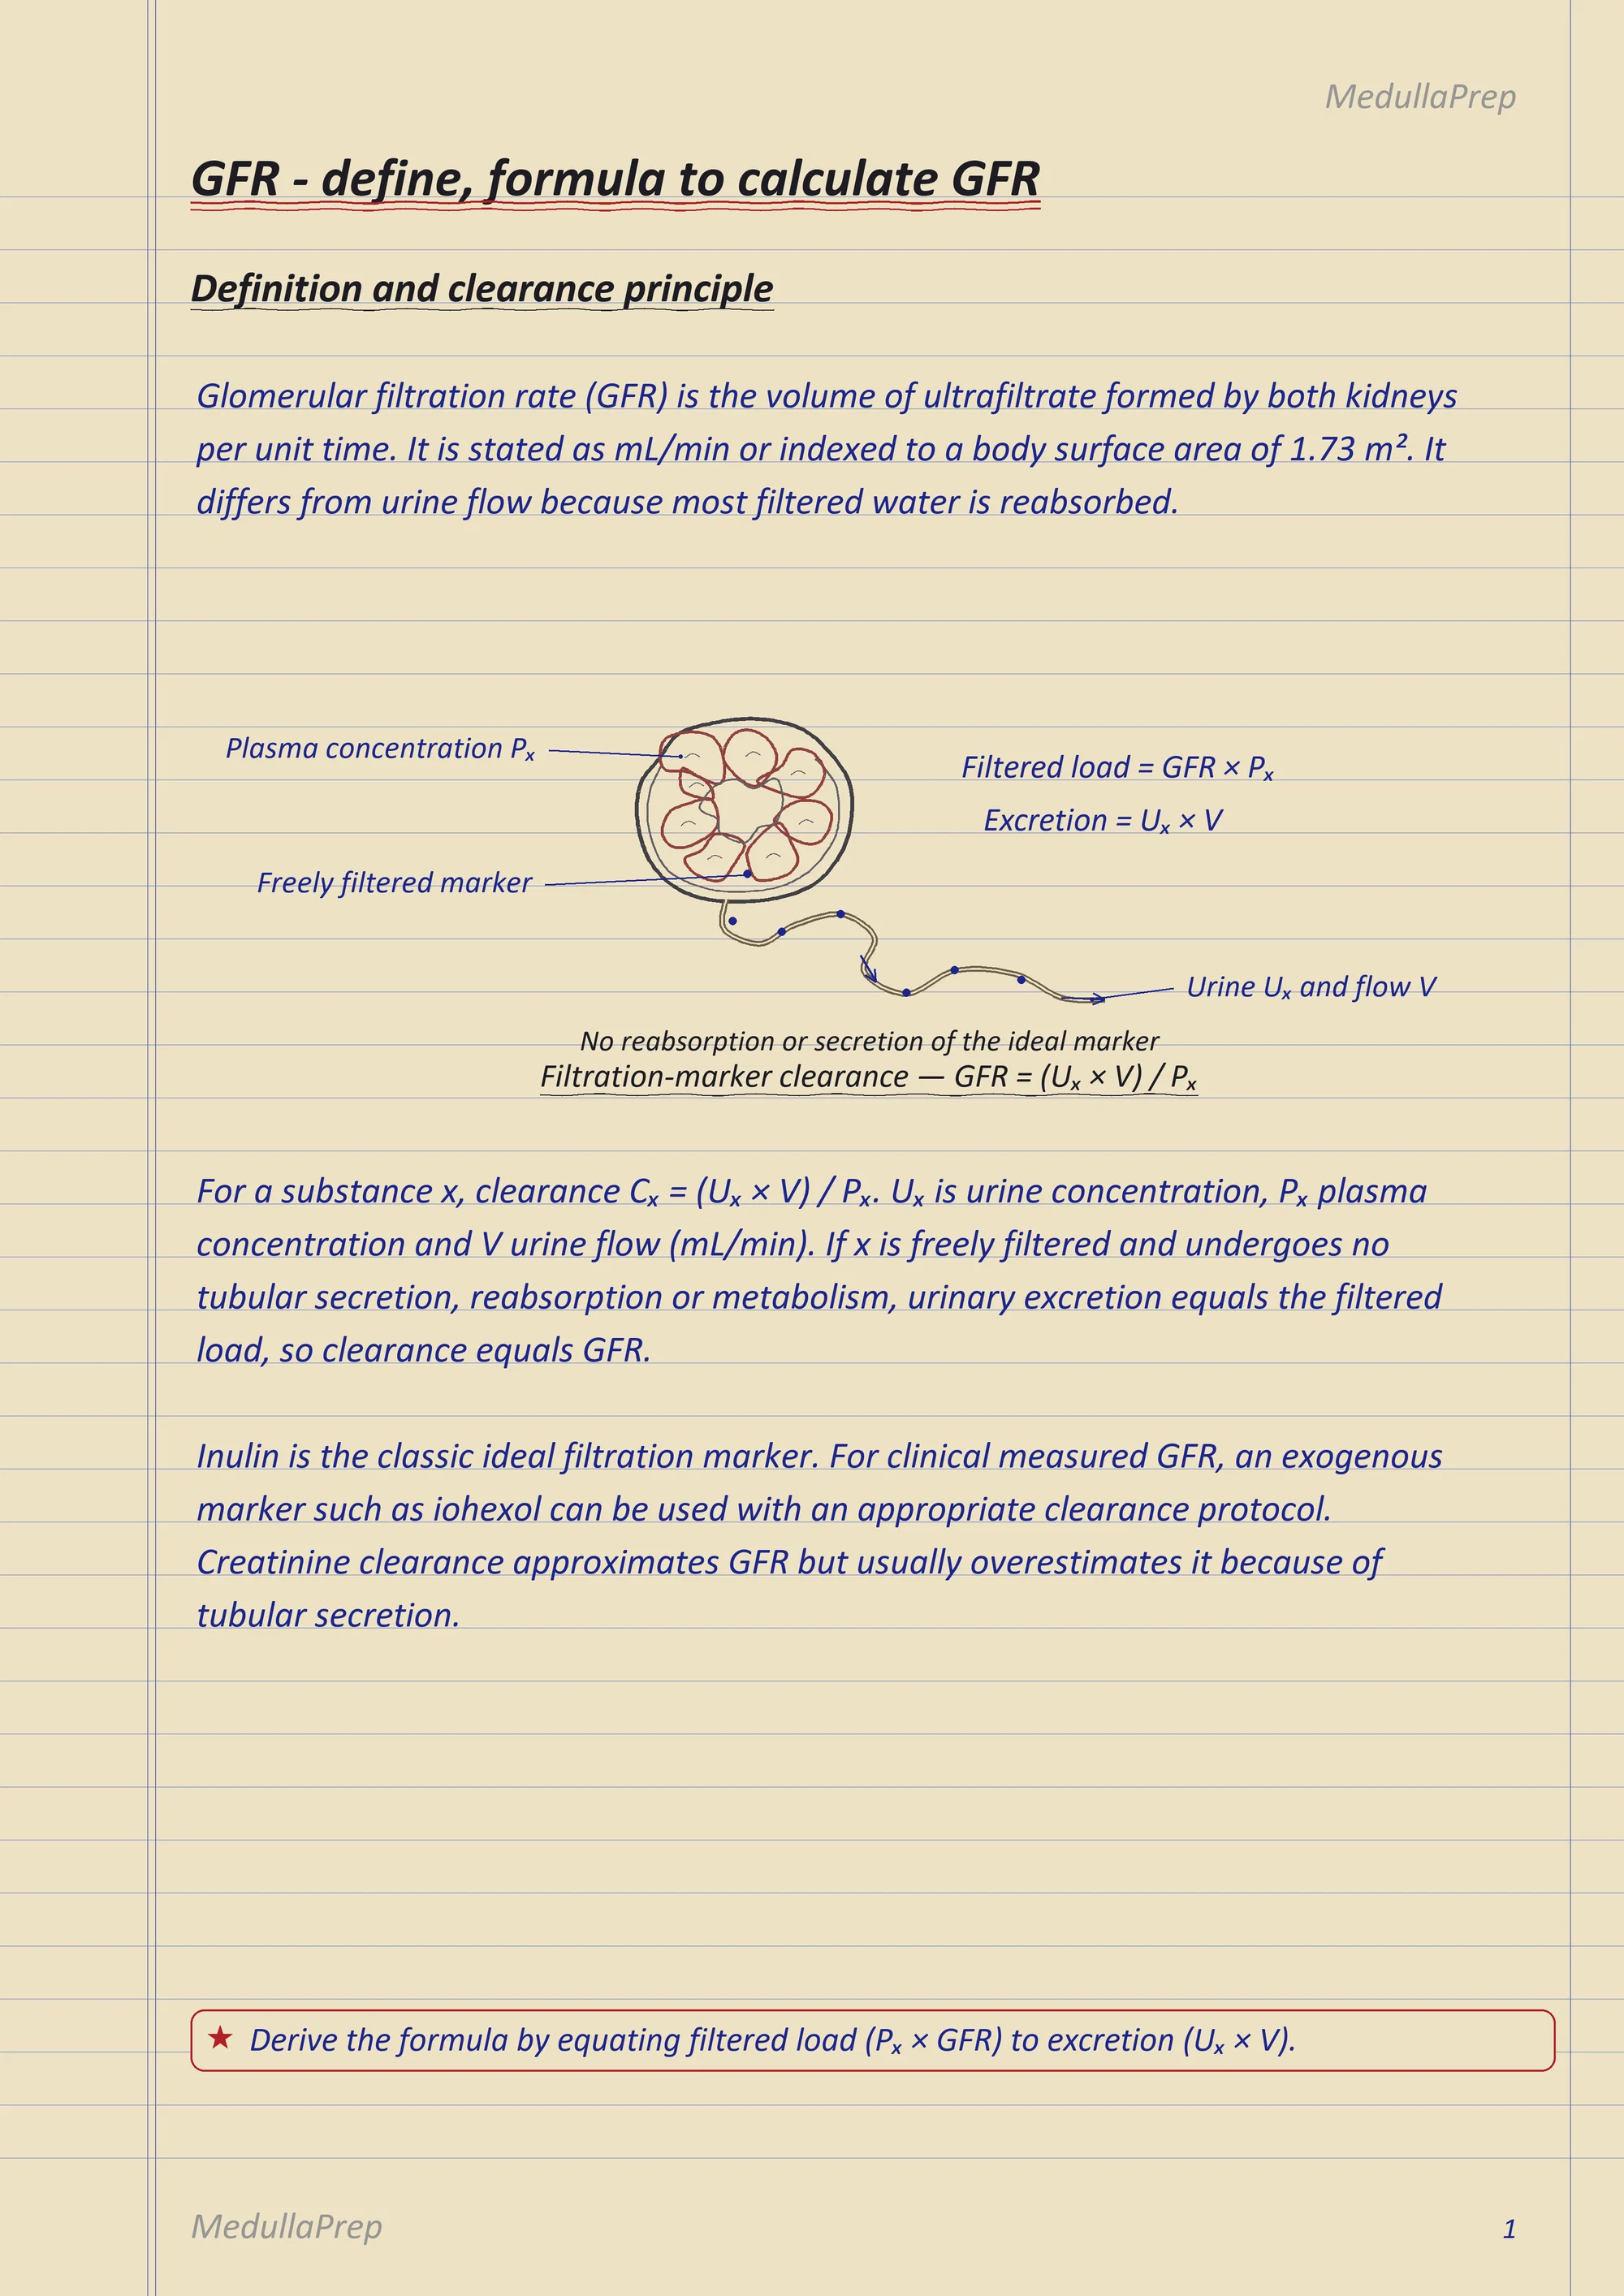 MedullaPrep
GFR - define, formula to calculate GFR
Definition and clearance principle
Glomerular filtration rate (GFR) is the volume of ultrafiltrate formed by both kidneys
per unit time. It is stated as mL/min or indexed to a body surface area of 1.73 m². It
differs from urine flow because most filtered water is reabsorbed.
Plasma concentration Pₓ
Filtered load = GFR × Pₓ
Excretion = Uₓ × V
Freely filtered marker
Urine Uₓ and flow V
No reabsorption or secretion of the ideal marker
Filtration-marker clearance — GFR = (Uₓ × V) / Pₓ
For a substance x, clearance Cₓ = (Uₓ × V) / Pₓ. Uₓ is urine concentration, Pₓ plasma
concentration and V urine flow (mL/min). If x is freely filtered and undergoes no
tubular secretion, reabsorption or metabolism, urinary excretion equals the filtered
load, so clearance equals GFR.
Inulin is the classic ideal filtration marker. For clinical measured GFR, an exogenous
marker such as iohexol can be used with an appropriate clearance protocol.
Creatinine clearance approximates GFR but usually overestimates it because of
tubular secretion.
★ Derive the formula by equating filtered load (Pₓ × GFR) to excretion (Uₓ × V).
MedullaPrep
1